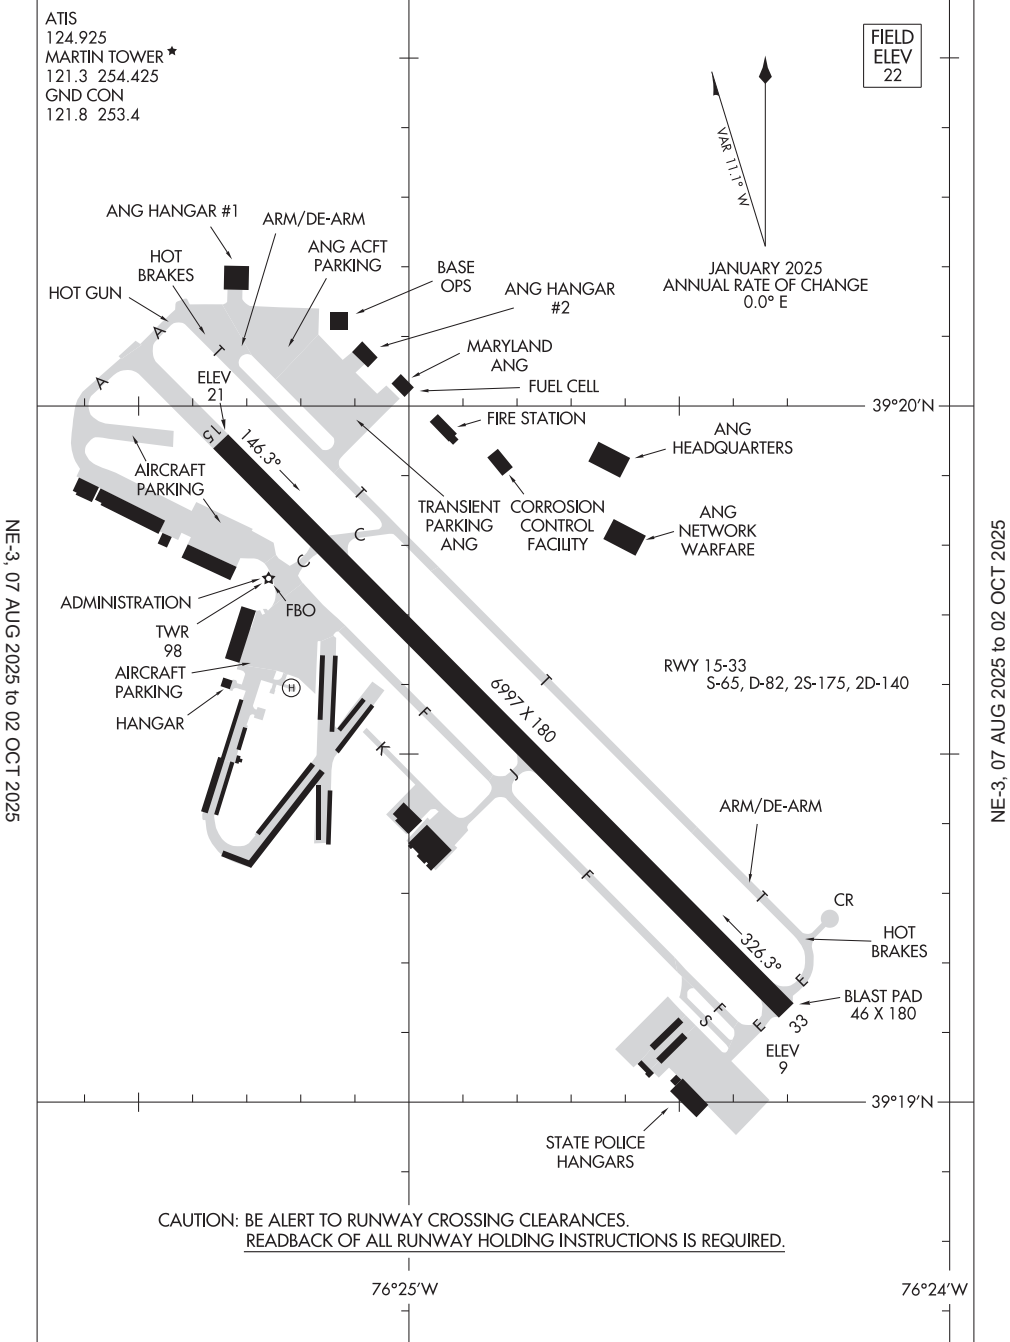 ATIS
124.925
MARTIN TOWER★
121.3 254.425
GND CON
121.8 253.4
FIELD
ELEV
22
VAR 11.1° W
JANUARY 2025
ANNUAL RATE OF CHANGE
0.0° E
ANG HANGAR #1
ARM/DE-ARM
HOT
BRAKES
ANG ACFT
PARKING
HOT GUN
BASE
OPS
ANG HANGAR
#2
MARYLAND
ANG
FUEL CELL
A
T
A
ELEV
21
39°20'N
FIRE STATION
ANG
HEADQUARTERS
15
146.3°
AIRCRAFT
PARKING
T
TRANSIENT
PARKING
ANG
CORROSION
CONTROL
FACILITY
ANG
NETWORK
WARFARE
C
C
NE-3, 07 AUG 2025 to 02 OCT 2025
NE-3, 07 AUG 2025 to 02 OCT 2025
ADMINISTRATION
FBO
TWR
98
AIRCRAFT
PARKING
H
HANGAR
RWY 15-33
S-65, D-82, 2S-175, 2D-140
T
6997 X 180
F
K
J
ARM/DE-ARM
F
T
CR
HOT
BRAKES
326.3°
E
BLAST PAD
46 X 180
F
S
E
33
ELEV
9
39°19'N
STATE POLICE
HANGARS
CAUTION: BE ALERT TO RUNWAY CROSSING CLEARANCES.
READBACK OF ALL RUNWAY HOLDING INSTRUCTIONS IS REQUIRED.
76°25'W
76°24'W